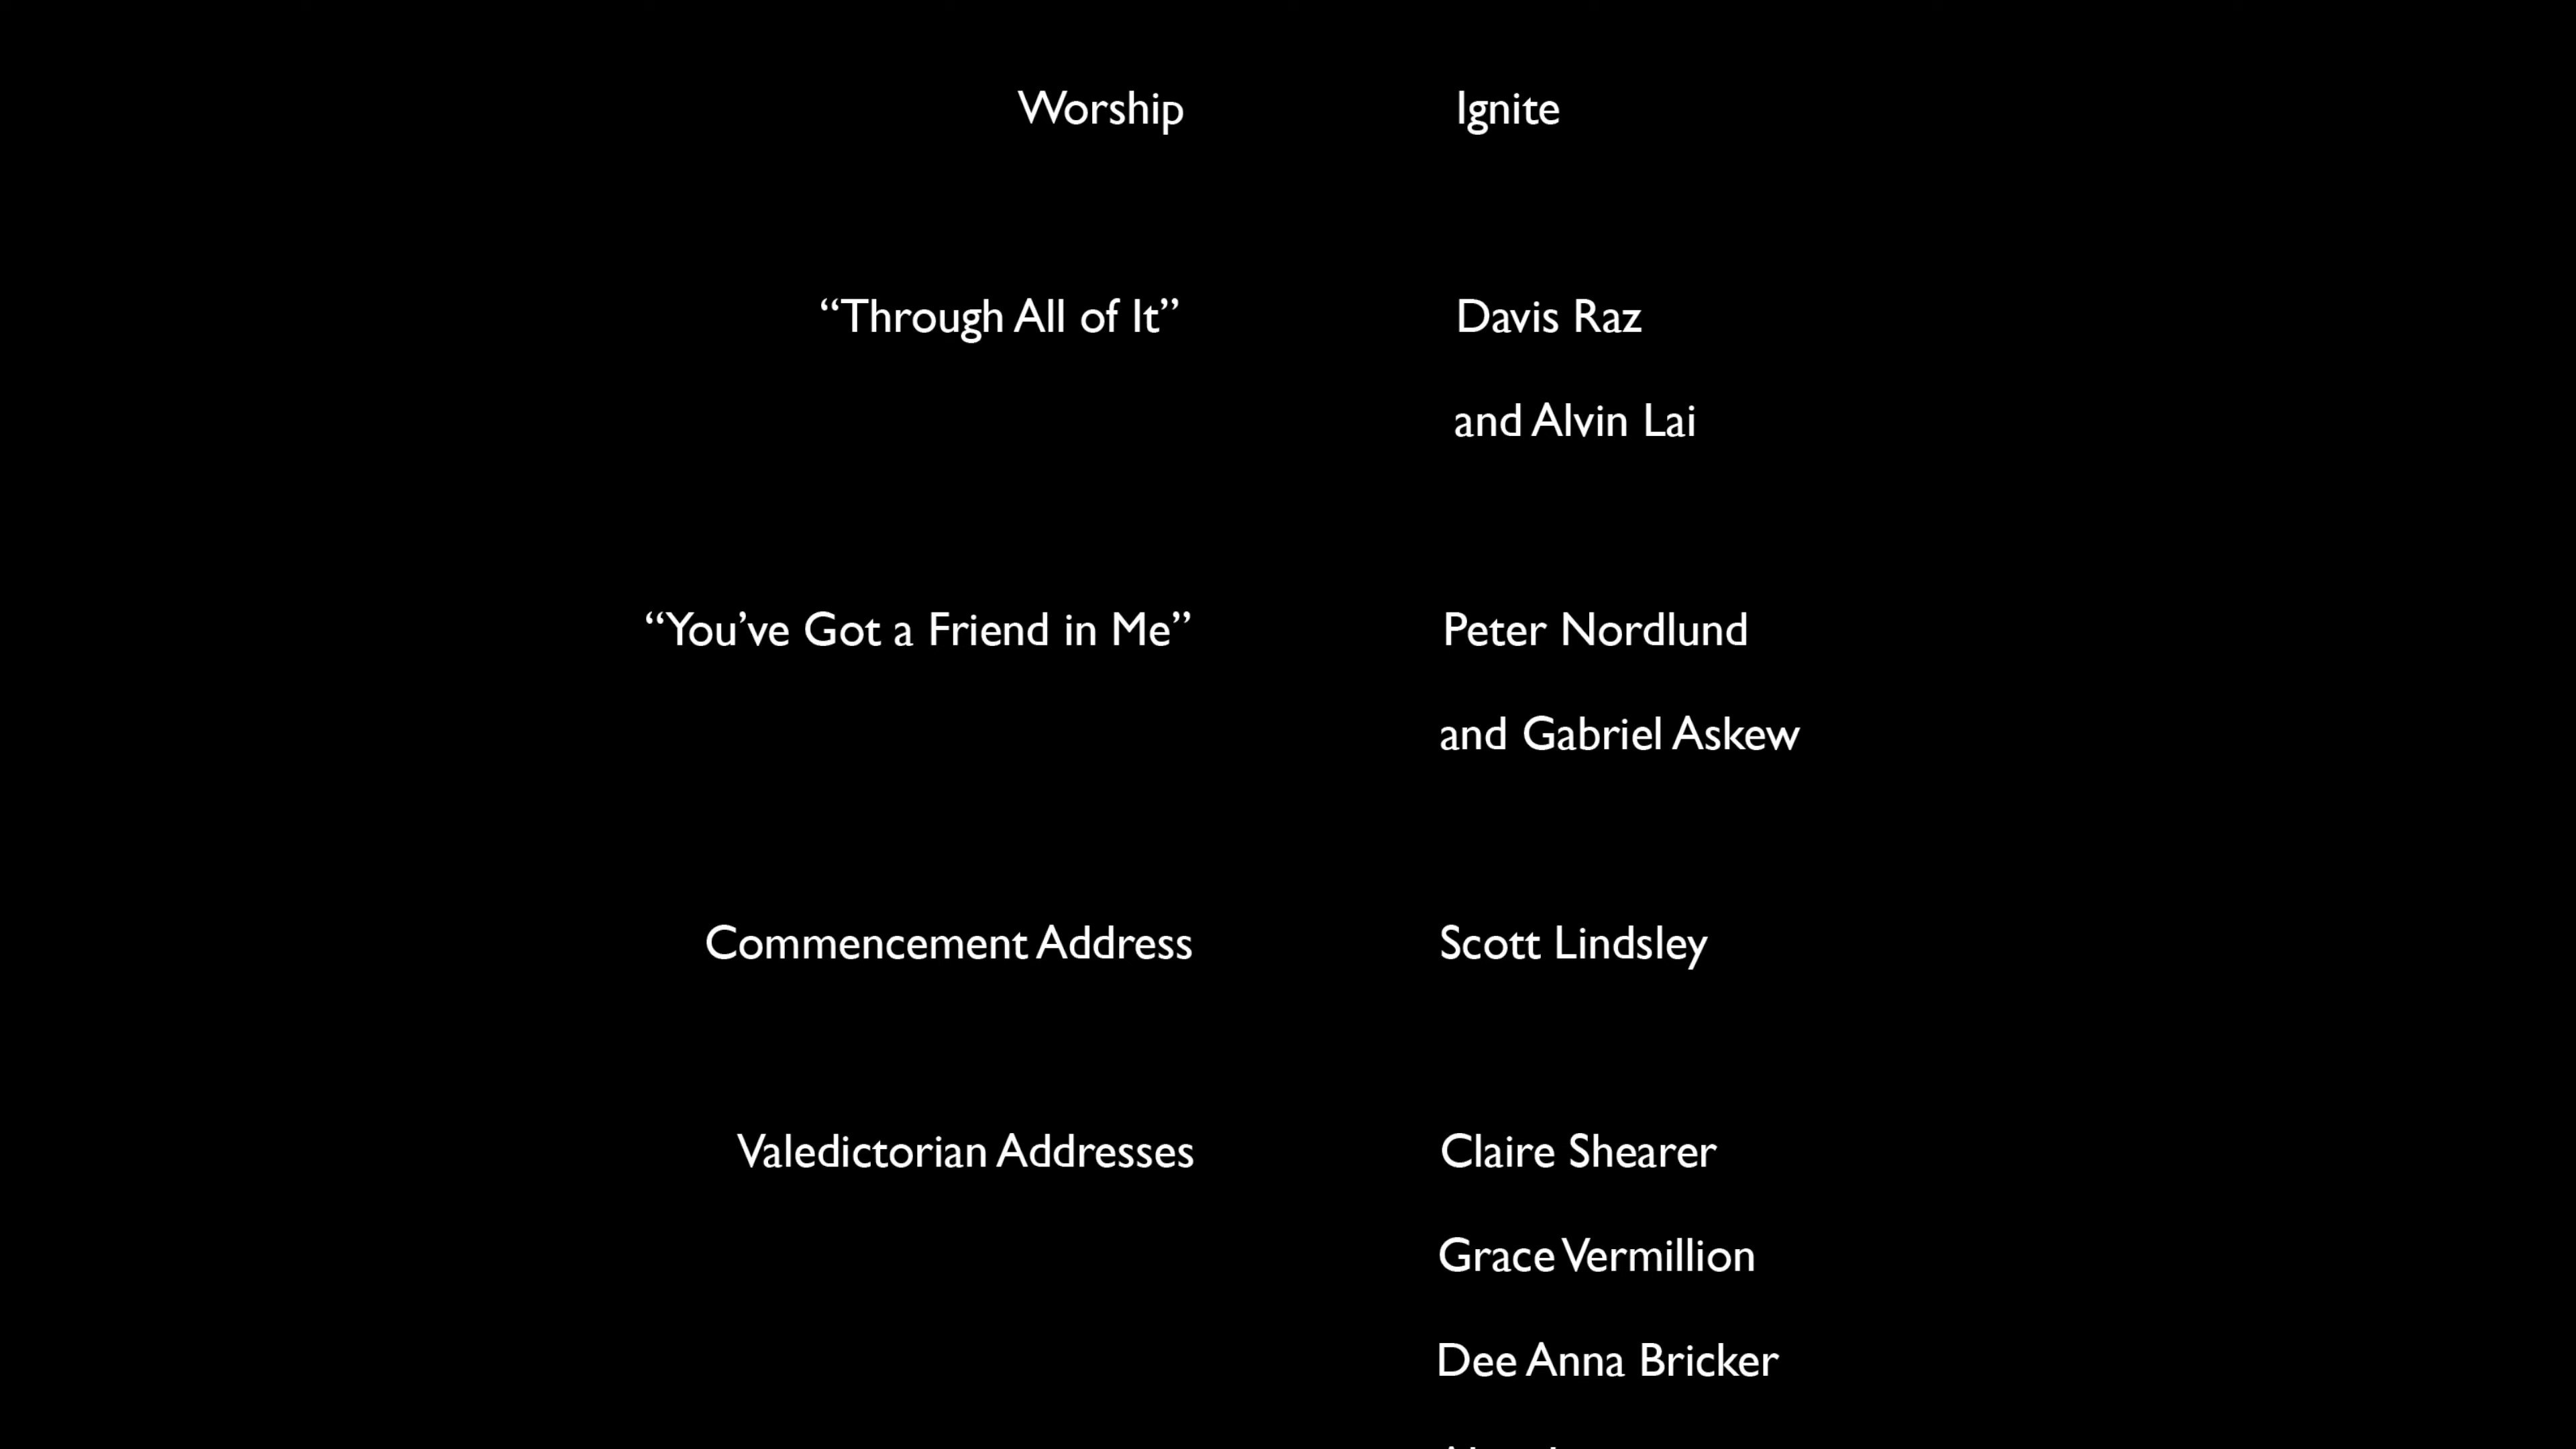 Worship Ignite
“Through All of It” Davis Raz
and Alvin Lai
“You’ve Got a Friend in Me” Peter Nordlund
and Gabriel Askew
Commencement Address Scott Lindsley
Valedictorian Addresses Claire Shearer
Grace Vermillion
Dee Anna Bricker